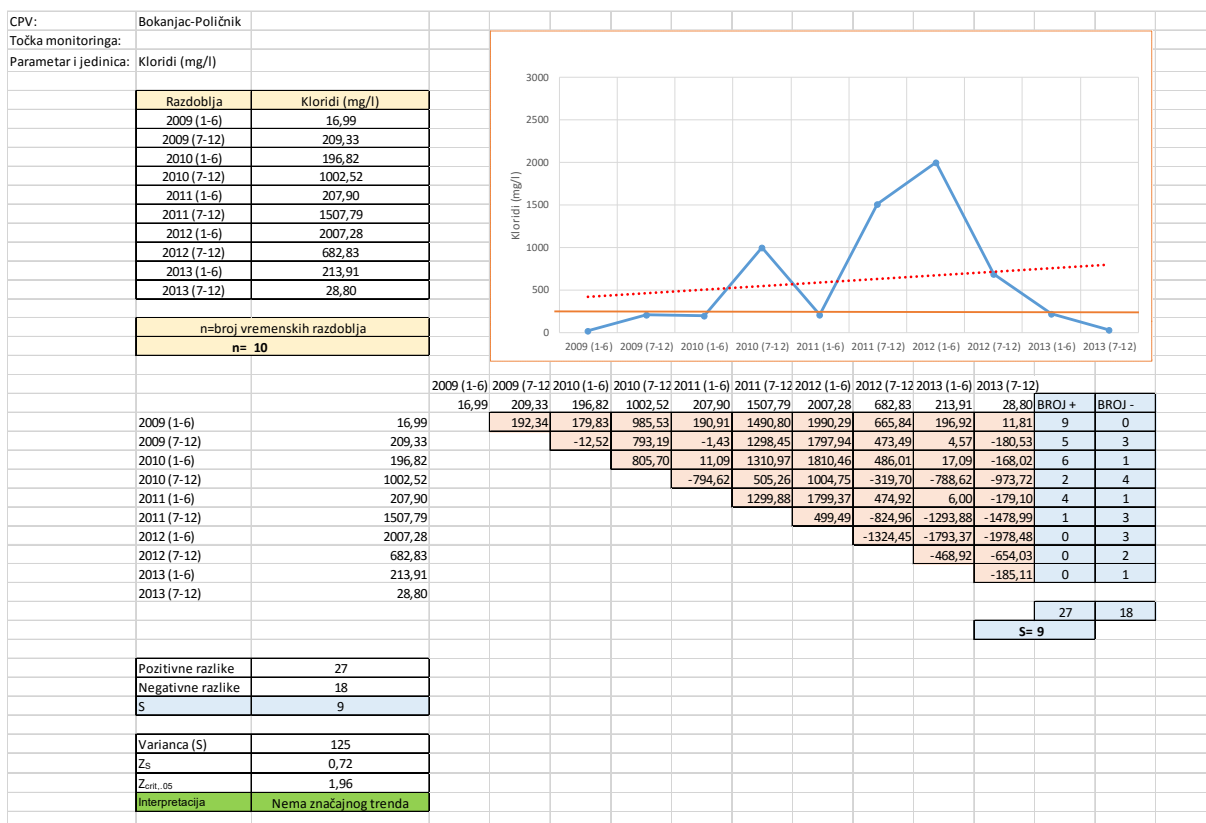 CPV: Bokanjac-Poličnik
Točka monitoringa:
Parametar i jedinica: Kloridi (mg/l)
Razdoblja Kloridi (mg/l)
2009 (1-6) 16,99
2009 (7-12) 209,33
2010 (1-6) 196,82
2010 (7-12) 1002,52
2011 (1-6) 207,90
2011 (7-12) 1507,79
2012 (1-6) 2007,28
2012 (7-12) 682,83
2013 (1-6) 213,91
2013 (7-12) 28,80
n=broj vremenskih razdoblja
n= 10
Kloridi (mg/l)
3000
2500
2000
1500
1000
500
0
2009 (1-6) 2009 (7-12) 2010 (1-6) 2010 (7-12) 2011 (1-6) 2011 (7-12) 2012 (1-6) 2012 (7-12) 2013 (1-6) 2013 (7-12)
2009 (1-6) 2009 (7-12 2010 (1-6) 2010 (7-12 2011 (1-6) 2011 (7-12 2012 (1-6) 2012 (7-12 2013 (1-6) 2013 (7-12)
16,99 209,33 196,82 1002,52 207,90 1507,79 2007,28 682,83 213,91 28,80 BROJ + BROJ -
2009 (1-6) 16,99 192,34 179,83 985,53 190,91 1490,80 1990,29 665,84 196,92 11,81 9 0
2009 (7-12) 209,33 -12,52 793,19 -1,43 1298,45 1797,94 473,49 4,57 -180,53 5 3
2010 (1-6) 196,82 805,70 11,09 1310,97 1810,46 486,01 17,09 -168,02 6 1
2010 (7-12) 1002,52 -794,62 505,26 1004,75 -319,70 -788,62 -973,72 2 4
2011 (1-6) 207,90 1299,88 1799,37 474,92 6,00 -179,10 4 1
2011 (7-12) 1507,79 499,49 -824,96 -1293,88 -1478,99 1 3
2012 (1-6) 2007,28 -1324,45 -1793,37 -1978,48 0 3
2012 (7-12) 682,83 -468,92 -654,03 0 2
2013 (1-6) 213,91 -185,11 0 1
2013 (7-12) 28,80
27 18
S= 9
Pozitivne razlike 27
Negativne razlike 18
S 9
Varianca (S) 125
Zs 0,72
Zcrit,.05 1,96
Interpretacija Nema značajnog trenda